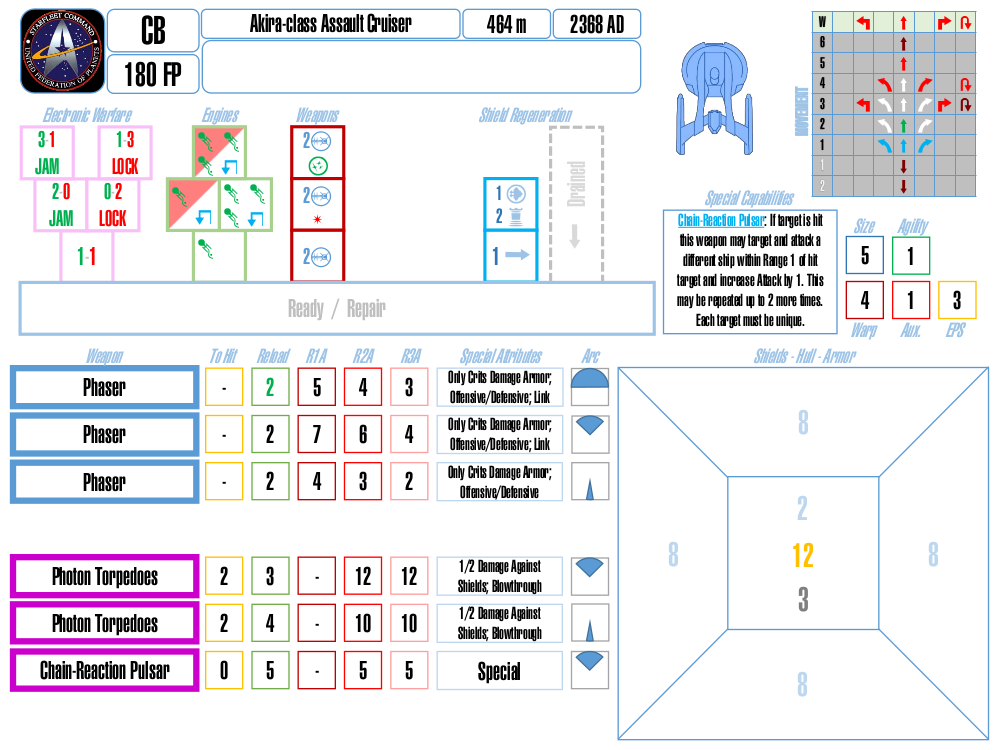 STARFLEET COMMAND
UNITED FEDERATION OF PLANETS
CB
180 FP
Akira-class Assault Cruiser
464 m
2368 AD
MOVEMENT
W
6
5
4
3
2
1
1
2
Electronic Warfare
Engines
Weapons
Shield Regeneration
3-1
JAM
1-3
LOCK
2-0
JAM
0-2
LOCK
1-1
2
2
2
1
2
1
Drained
Ready / Repair
Special Capabilities
Chain-Reaction Pulsar: If target is hit
this weapon may target and attack a
different ship within Range 1 of hit
target and increase Attack by 1. This
may be repeated up to 2 more times.
Each target must be unique.
Size
Agility
5
1
4
1
3
Warp
Aux.
EPS
Weapon
To Hit
Reload
R1A
R2A
R3A
Special Attributes
Arc
Phaser
-
2
5
4
3
Only Crits Damage Armor;
Offensive/Defensive; Link
Phaser
-
2
7
6
4
Only Crits Damage Armor;
Offensive/Defensive; Link
Phaser
-
2
4
3
2
Only Crits Damage Armor;
Offensive/Defensive
Photon Torpedoes
2
3
-
12
12
1/2 Damage Against
Shields; Blowthrough
Photon Torpedoes
2
4
-
10
10
1/2 Damage Against
Shields; Blowthrough
Chain-Reaction Pulsar
0
5
-
5
5
Special
Shields - Hull - Armor
8
2
8
12
8
3
8